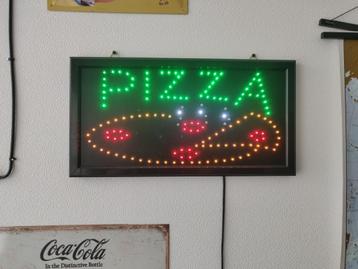 PIZZA
Coca-Cola
in the Distinctive Bottle